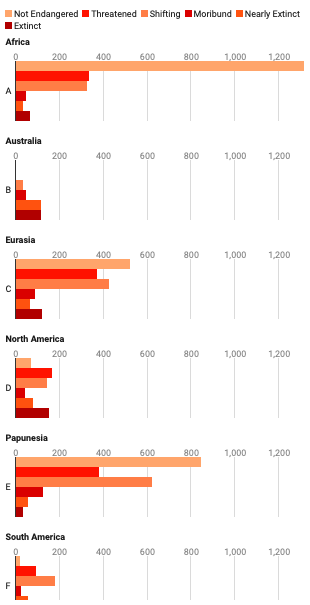 Not Endangered Threatened Shifting Moribund Nearly Extinct
Extinct
Africa
0 200 400 600 800 1,000 1,200
A
Australia
0 200 400 600 800 1,000 1,200
B
Eurasia
0 200 400 600 800 1,000 1,200
C
North America
0 200 400 600 800 1,000 1,200
D
Papunesia
0 200 400 600 800 1,000 1,200
E
South America
0 200 400 600 800 1,000 1,200
F